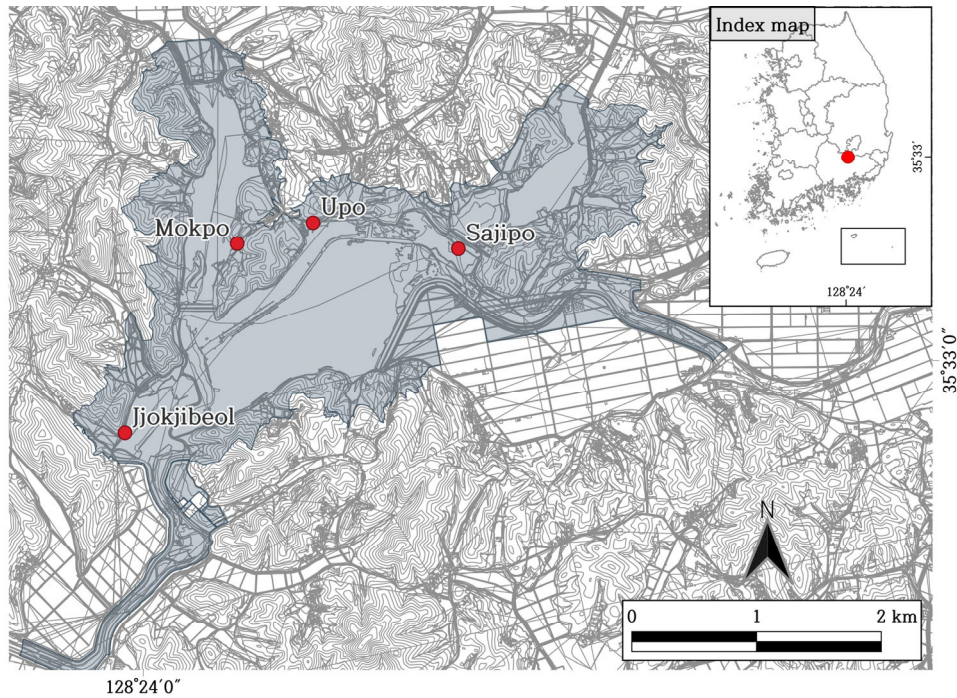 Index map
35°33′
128°24′
Upo
Mokpo
Sajipo
Jjokjibeol
35°33′0″
N
0 1 2 km
128°24′0″